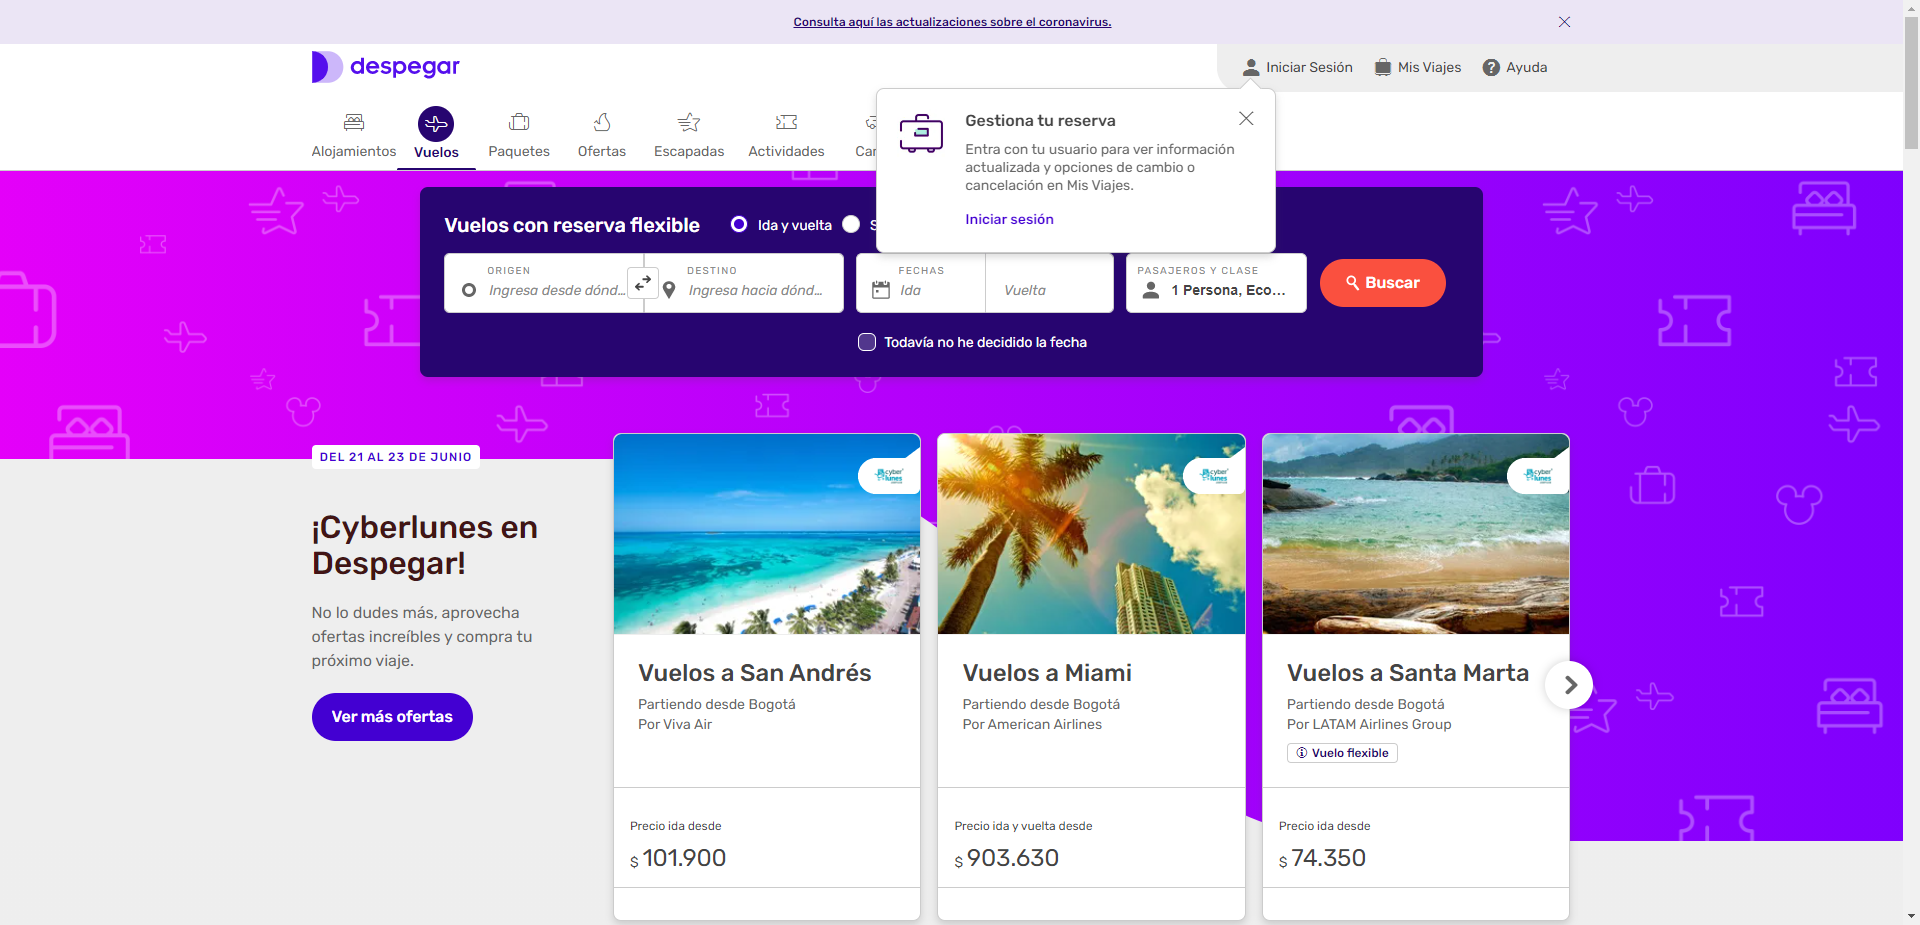 Consulta aquí las actualizaciones sobre el coronavirus.
despegar
Iniciar Sesión
Mis Viajes
Ayuda
Alojamientos
Vuelos
Paquetes
Ofertas
Escapadas
Actividades
Gestiona tu reserva
Entra con tu usuario para ver información
actualizada y opciones de cambio o
cancelación en Mis Viajes.
Iniciar sesión
Vuelos con reserva flexible
Ida y vuelta
ORIGEN
Ingresa desde dónd...
DESTINO
Ingresa hacia dónd...
FECHAS
Ida
Vuelta
PASAJEROS Y CLASE
1 Persona, Eco...
Buscar
Todavía no he decidido la fecha
DEL 21 AL 23 DE JUNIO
¡Cyberlunes en
Despegar!
No lo dudes más, aprovecha
ofertas increíbles y compra tu
próximo viaje.
Ver más ofertas
cyber
lunes
Vuelos a San Andrés
Partiendo desde Bogotá
Por Viva Air
Precio ida desde
$ 101.900
cyber
lunes
Vuelos a Miami
Partiendo desde Bogotá
Por American Airlines
Precio ida y vuelta desde
$ 903.630
cyber
lunes
Vuelos a Santa Marta
Partiendo desde Bogotá
Por LATAM Airlines Group
Vuelo flexible
Precio ida desde
$ 74.350